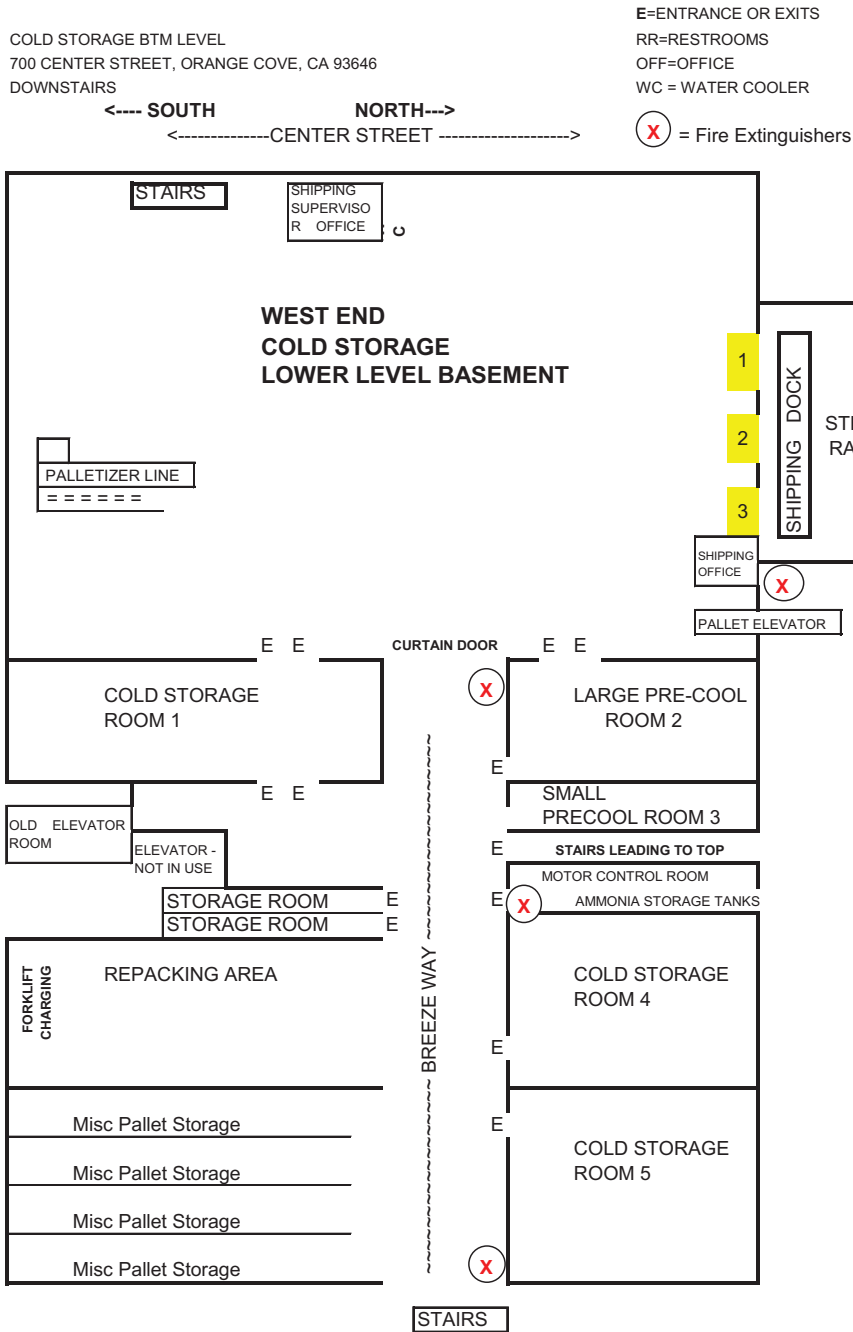 E=ENTRANCE OR EXITS
COLD STORAGE BTM LEVEL
RR=RESTROOMS
700 CENTER STREET, ORANGE COVE, CA 93646
OFF=OFFICE
DOWNSTAIRS
WC = WATER COOLER
<---- SOUTH NORTH--->
<--------------CENTER STREET -------------------->
X = Fire Extinguishers
STAIRS
SHIPPING
SUPERVISO
R OFFICE
C
WEST END
COLD STORAGE
LOWER LEVEL BASEMENT
1
2
3
SHIPPING DOCK
PALLETIZER LINE
= = = = = =
SHIPPING
OFFICE
X
PALLET ELEVATOR
E E
CURTAIN DOOR
E E
COLD STORAGE
ROOM 1
X
LARGE PRE-COOL
ROOM 2
E
E E
SMALL
PRECOOL ROOM 3
OLD ELEVATOR
ROOM
ELEVATOR -
NOT IN USE
E
STAIRS LEADING TO TOP
MOTOR CONTROL ROOM
STORAGE ROOM
E
E
X
AMMONIA STORAGE TANKS
STORAGE ROOM
E
FORKLIFT
CHARGING
REPACKING AREA
~~~~~~ BREEZE WAY ~~~~~~
COLD STORAGE
ROOM 4
E
E
Misc Pallet Storage
COLD STORAGE
ROOM 5
Misc Pallet Storage
Misc Pallet Storage
Misc Pallet Storage
X
STAIRS